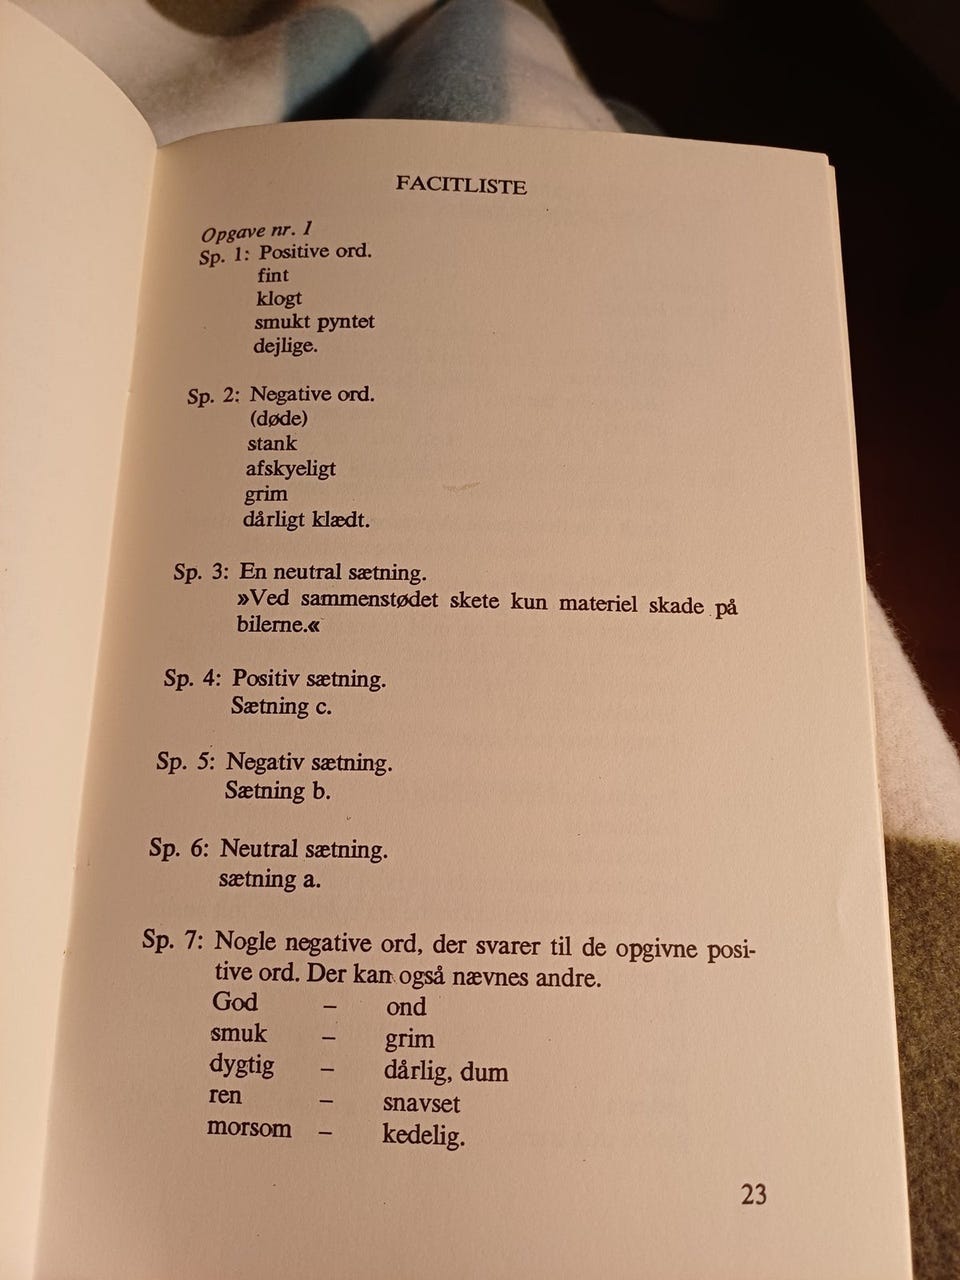 FACITLISTE
Opgave nr. 1
Sp. 1: Positive ord.
fint
klogt
smukt pyntet
dejlige.
Sp. 2: Negative ord.
(døde)
stank
afskyeligt
grim
dårligt klædt.
Sp. 3: En neutral sætning.
»Ved sammenstødet skete kun materiel skade på
bilerne.«
Sp. 4: Positiv sætning.
Sætning c.
Sp. 5: Negativ sætning.
Sætning b.
Sp. 6: Neutral sætning.
sætning a.
Sp. 7: Nogle negative ord, der svarer til de opgivne posi-
tive ord. Der kan også nævnes andre.
God – ond
smuk – grim
dygtig – dårlig, dum
ren – snavset
morsom – kedelig.
23